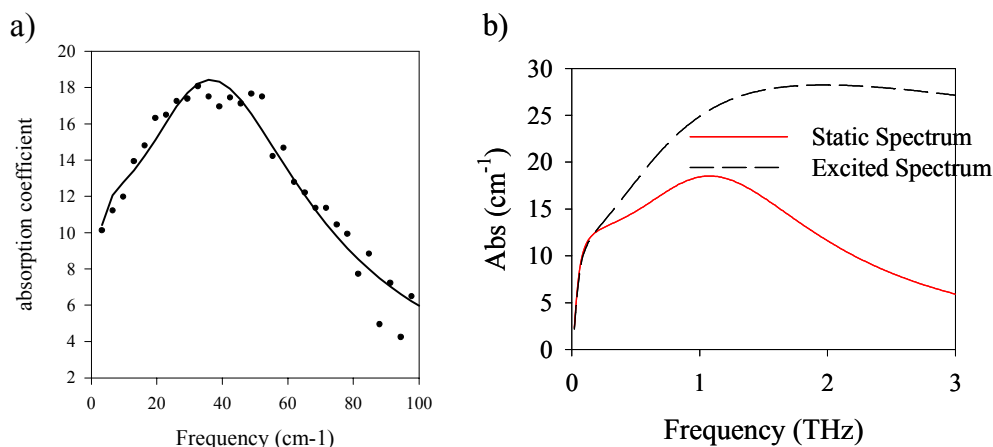 a)
20
18
16
14
12
10
8
6
4
2
absorption coefficient
0 20 40 60 80 100
Frequency (cm-1)
b)
30
25
20
15
10
5
0
Abs (cm-1)
Static Spectrum
Excited Spectrum
0 1 2 3
Frequency (THz)